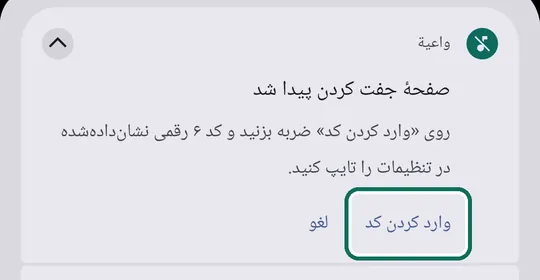 واعية
صفحهٔ جفت کردن پیدا شد
روی «وارد کردن کد» ضربه بزنید و کد ۶ رقمی نشان‌داده‌شده
در تنظیمات را تایپ کنید.
وارد کردن کد لغو